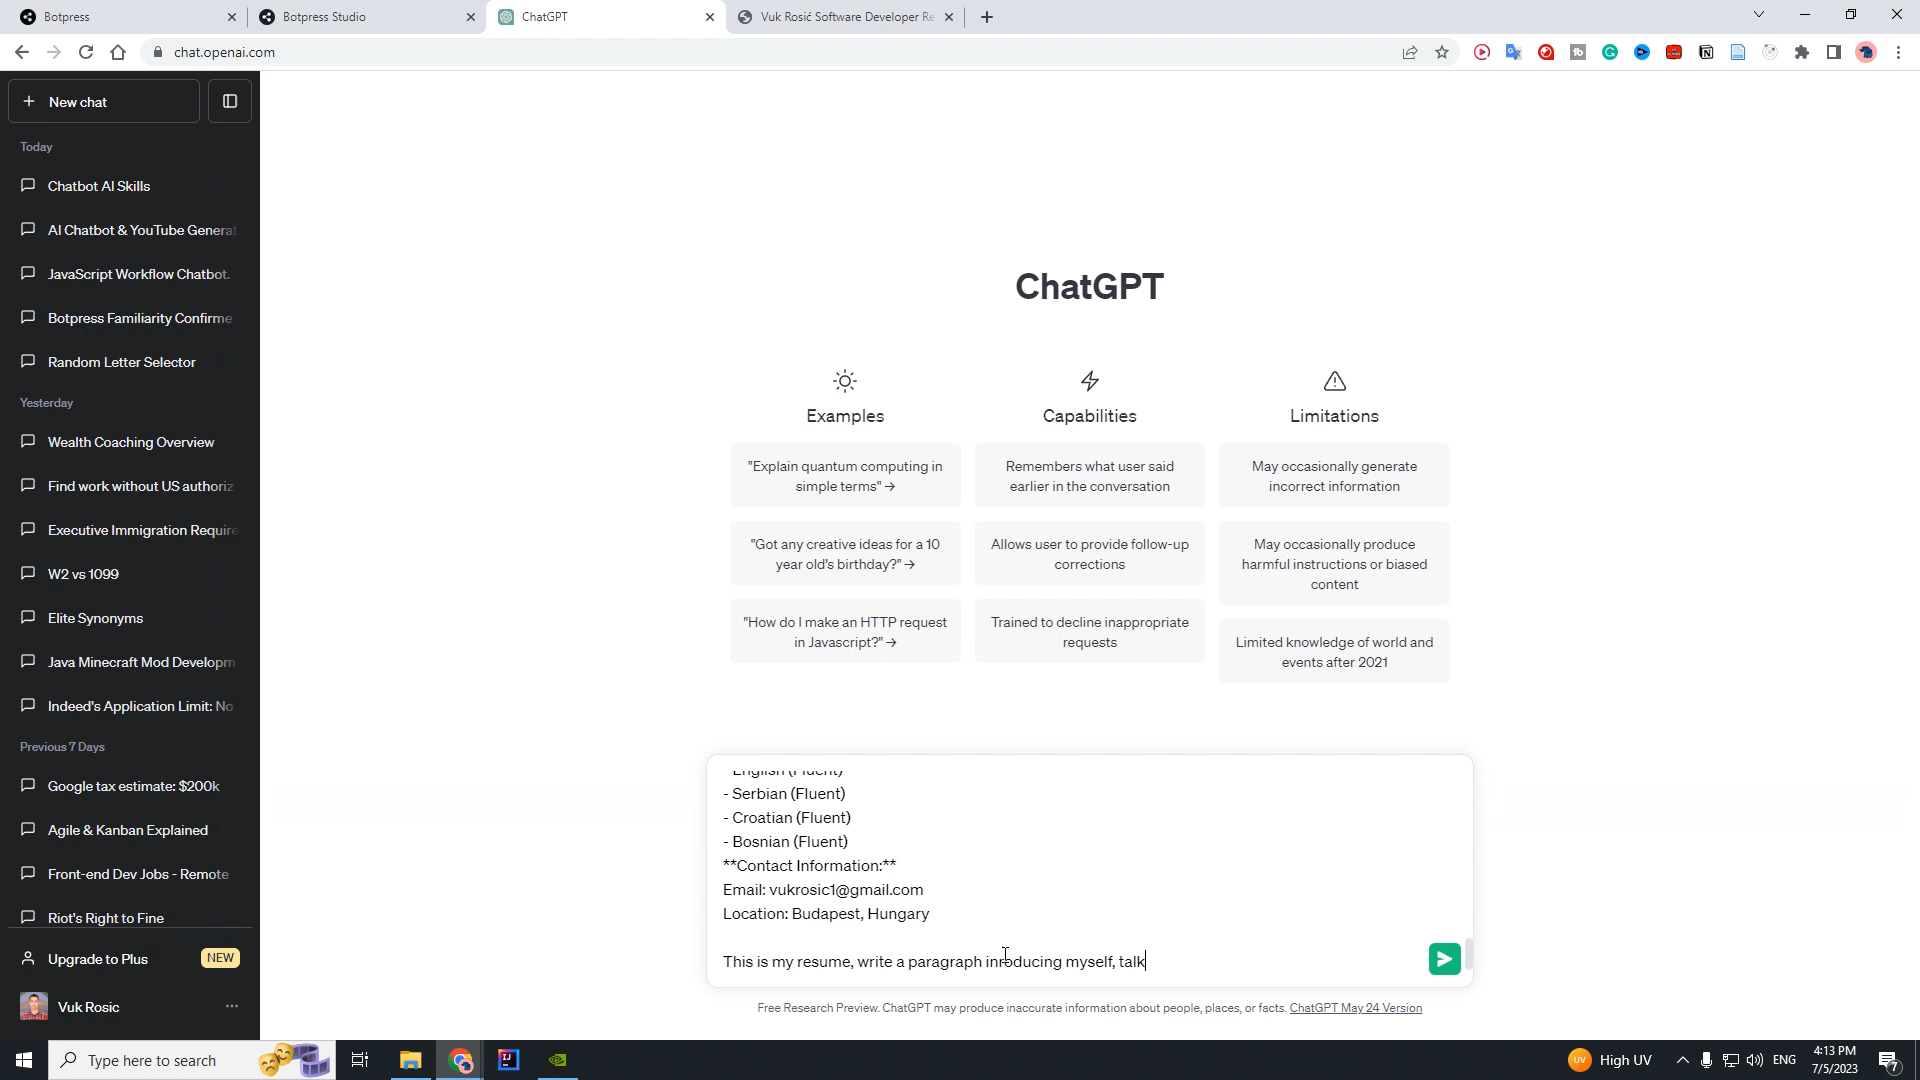 Botpress
Botpress Studio
ChatGPT
Vuk Rosić Software Developer Re
chat.openai.com
New chat
Today
Chatbot AI Skills
AI Chatbot & YouTube Generat
JavaScript Workflow Chatbot.
Botpress Familiarity Confirme
Random Letter Selector
Yesterday
Wealth Coaching Overview
Find work without US authoriz
Executive Immigration Require
W2 vs 1099
Elite Synonyms
Java Minecraft Mod Developm
Indeed's Application Limit: No
Previous 7 Days
Google tax estimate: $200k
Agile & Kanban Explained
Front-end Dev Jobs - Remote
Riot's Right to Fine
Upgrade to Plus NEW
Vuk Rosic
ChatGPT
Examples
"Explain quantum computing in
simple terms" →
"Got any creative ideas for a 10
year old's birthday?" →
"How do I make an HTTP request
in Javascript?" →
Capabilities
Remembers what user said
earlier in the conversation
Allows user to provide follow-up
corrections
Trained to decline inappropriate
requests
Limitations
May occasionally generate
incorrect information
May occasionally produce
harmful instructions or biased
content
Limited knowledge of world and
events after 2021
- English (Fluent)
- Serbian (Fluent)
- Croatian (Fluent)
- Bosnian (Fluent)
**Contact Information:**
Email: vukrosic1@gmail.com
Location: Budapest, Hungary
This is my resume, write a paragraph inroducing myself, talk
Free Research Preview. ChatGPT may produce inaccurate information about people, places, or facts. ChatGPT May 24 Version
Type here to search
High UV
ENG
4:13 PM
7/5/2023
7